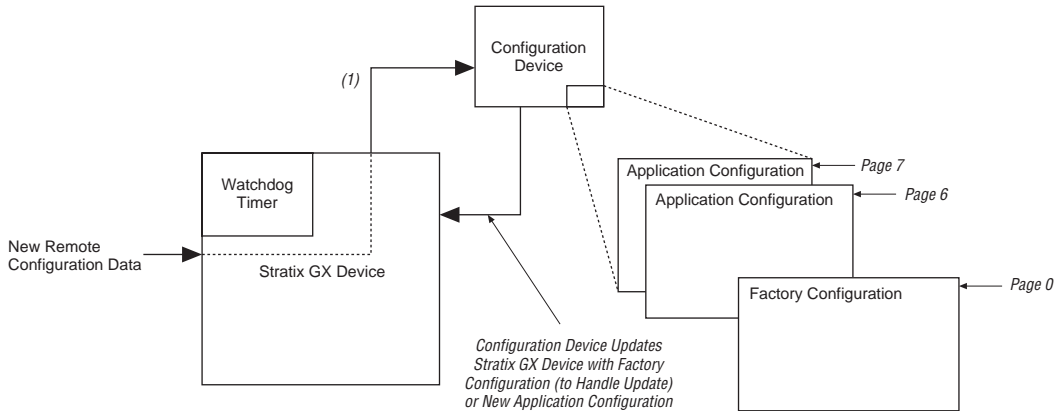 Configuration
Device
(1)
Application Configuration
Page 7
Watchdog
Timer
Application Configuration
Page 6
New Remote
Configuration Data
Stratix GX Device
Factory Configuration
Page 0
Configuration Device Updates
Stratix GX Device with Factory
Configuration (to Handle Update)
or New Application Configuration